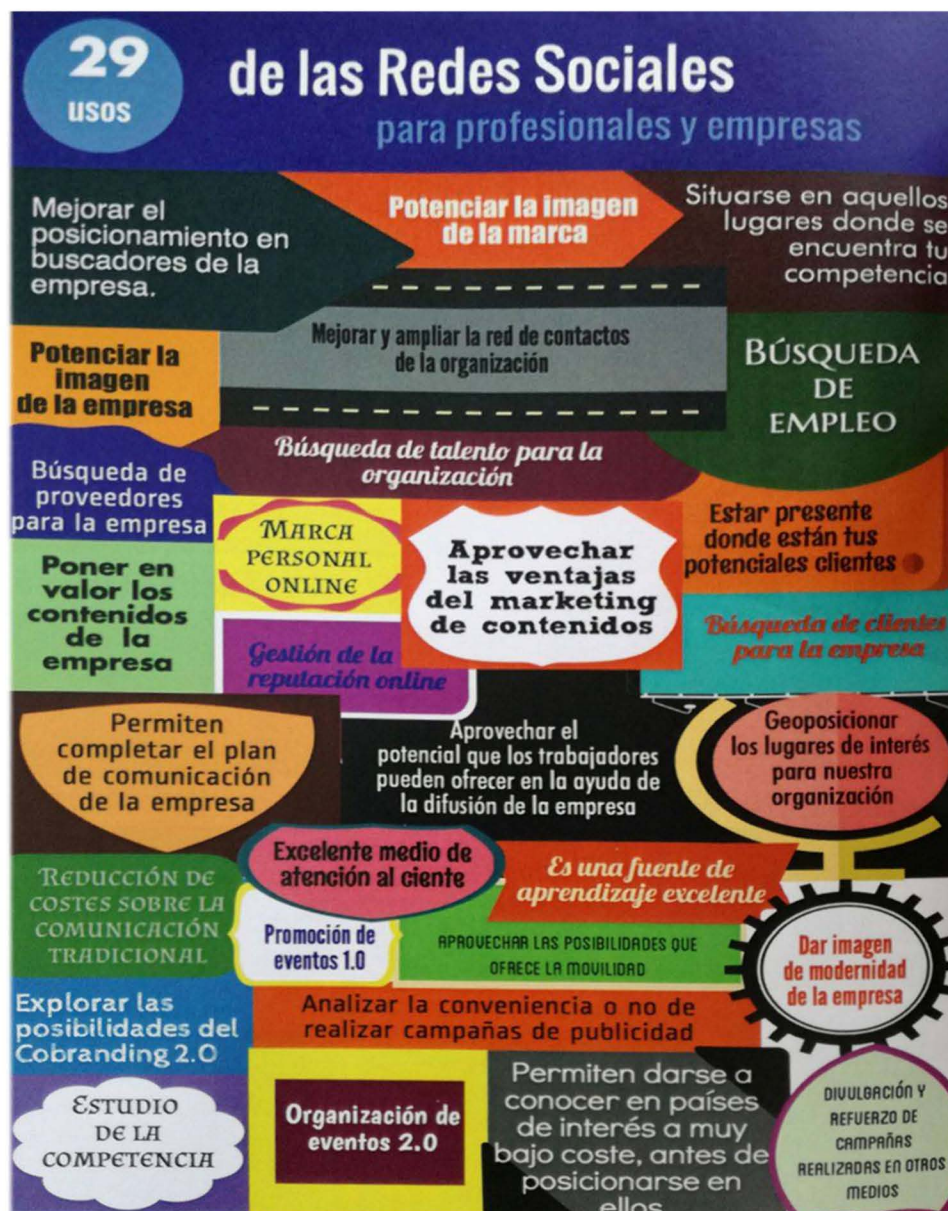 29
USOS
de las Redes Sociales
para profesionales y empresas
Mejorar el
posicionamiento en
buscadores de la
empresa.
Potenciar la imagen
de la marca
Situarse en aquellos
lugares donde se
encuentra tu
competencia
Potenciar la
imagen
de la empresa
Mejorar y ampliar la red de contactos
de la organización
BÚSQUEDA
DE
EMPLEO
Búsqueda de talento para la
organización
Búsqueda de
proveedores
para la empresa
MARCA
PERSONAL
ONLINE
Aprovechar
las ventajas
del marketing
de contenidos
Estar presente
donde están tus
potenciales clientes
Poner en
valor los
contenidos
de la
empresa
Gestión de la
reputación online
Búsqueda de clientes
para la empresa
Permiten
completar el plan
de comunicación
de la empresa
Aprovechar el
potencial que los trabajadores
pueden ofrecer en la ayuda de
la difusión de la empresa
Geoposicionar
los lugares de interés
para nuestra
organización
REDUCCIÓN DE
COSTES SOBRE LA
COMUNICACIÓN
TRADICIONAL
Excelente medio de
atención al ciente
Es una fuente de
aprendizaje excelente
Promoción de
eventos 1.0
APROVECHAR LAS POSIBILIDADES QUE
OFRECE LA MOVILIDAD
Dar imagen
de modernidad
de la empresa
Explorar las
posibilidades del
Cobranding 2.0
Analizar la conveniencia o no de
realizar campañas de publicidad
ESTUDIO
DE LA
COMPETENCIA
Organización de
eventos 2.0
Permiten darse a
conocer en países
de interés a muy
bajo coste, antes de
posicionarse en
ellos
DIVULGACIÓN Y
REFUERZO DE
CAMPAÑAS
REALIZADAS EN OTROS
MEDIOS